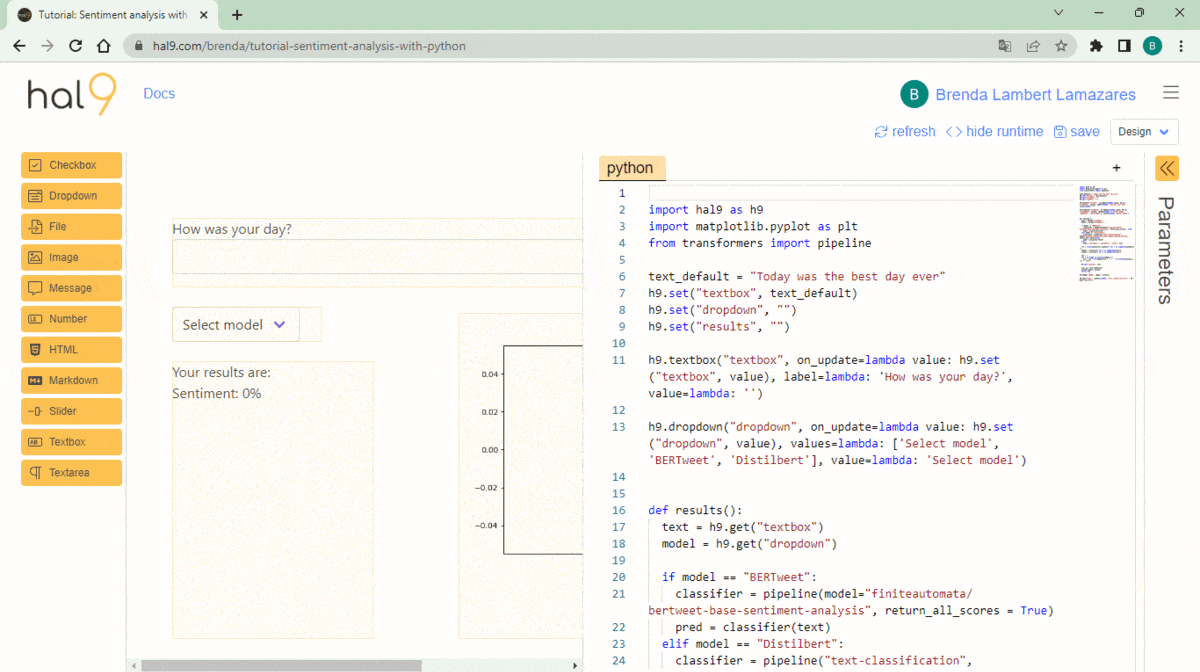 Tutorial: Sentiment analysis with
hal9.com/brenda/tutorial-sentiment-analysis-with-python
B
hal9
Docs
B
Brenda Lambert Lamazares
refresh
<> hide runtime
save
Design
Checkbox
Dropdown
File
Image
Message
Number
HTML
Markdown
Slider
Textbox
Textarea
How was your day?
Select model
Your results are:
Sentiment: 0%
0.04
0.02
0.00
−0.02
−0.04
python
+
Parameters
1
2 import hal9 as h9
3 import matplotlib.pyplot as plt
4 from transformers import pipeline
5
6 text_default = "Today was the best day ever"
7 h9.set("textbox", text_default)
8 h9.set("dropdown", "")
9 h9.set("results", "")
10
11 h9.textbox("textbox", on_update=lambda value: h9.set
("textbox", value), label=lambda: 'How was your day?',
value=lambda: '')
12
13 h9.dropdown("dropdown", on_update=lambda value: h9.set
("dropdown", value), values=lambda: ['Select model',
'BERTweet', 'Distilbert'], value=lambda: 'Select model')
14
15
16 def results():
17 text = h9.get("textbox")
18 model = h9.get("dropdown")
19
20 if model == "BERTweet":
21 classifier = pipeline(model="finiteautomata/
bertweet-base-sentiment-analysis", return_all_scores = True)
22 pred = classifier(text)
23 elif model == "Distilbert":
24 classifier = pipeline("text-classification",